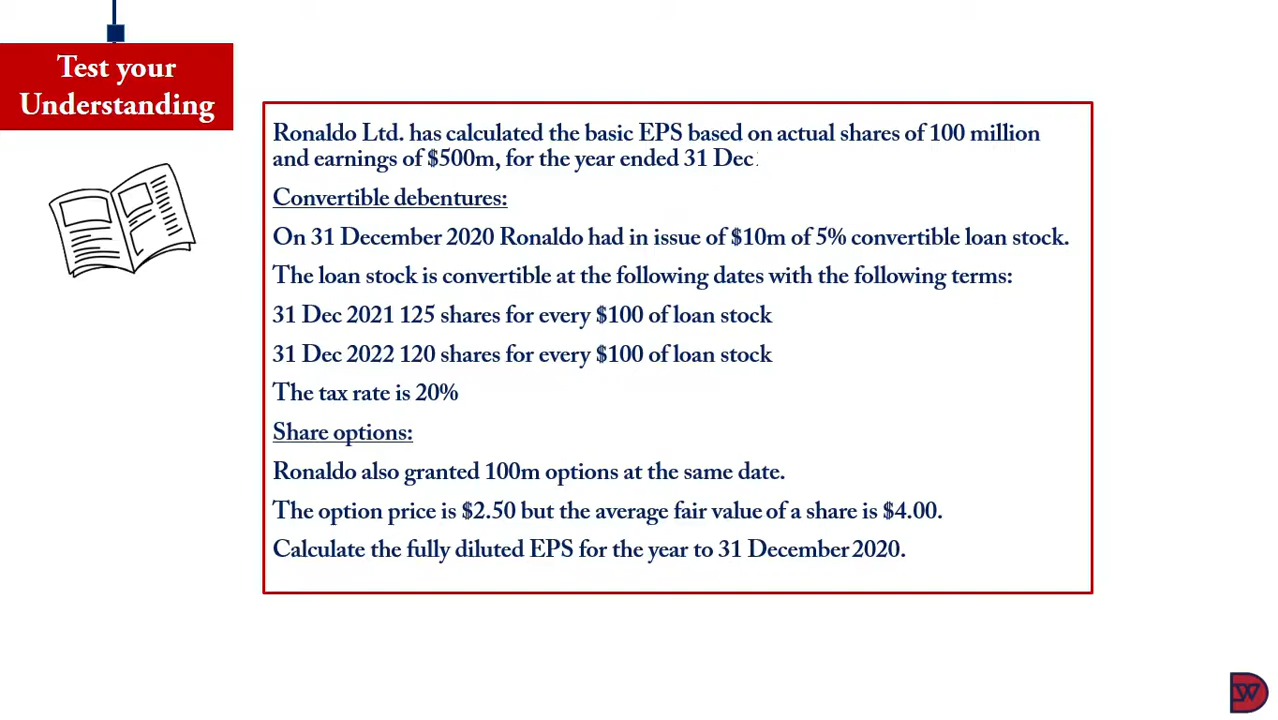 Test your
Understanding
Ronaldo Ltd. has calculated the basic EPS based on actual shares of 100 million
and earnings of $500m, for the year ended 31 Dec
Convertible debentures:
On 31 December 2020 Ronaldo had in issue of $10m of 5% convertible loan stock.
The loan stock is convertible at the following dates with the following terms:
31 Dec 2021 125 shares for every $100 of loan stock
31 Dec 2022 120 shares for every $100 of loan stock
The tax rate is 20%
Share options:
Ronaldo also granted 100m options at the same date.
The option price is $2.50 but the average fair value of a share is $4.00.
Calculate the fully diluted EPS for the year to 31 December 2020.
DW